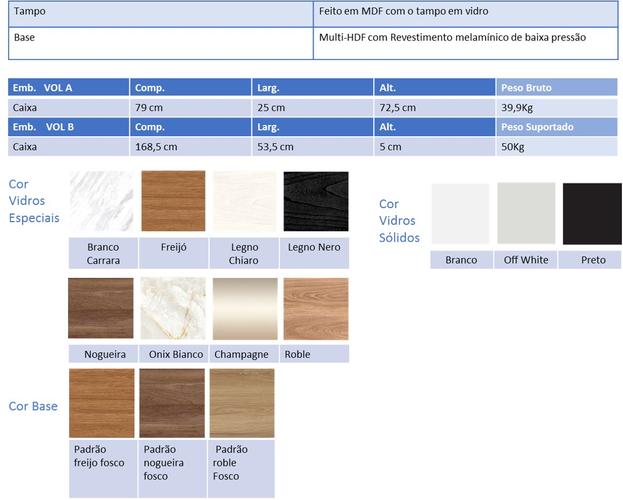 Tampo Feito em MDF com o tampo em vidro
Base Multi-HDF com Revestimento melamínico de baixa pressão
Emb. VOL A Comp. Larg. Alt. Peso Bruto
Caixa 79 cm 25 cm 72,5 cm 39,9Kg
Emb. VOL B Comp. Larg. Alt. Peso Suportado
Caixa 168,5 cm 53,5 cm 5 cm 50Kg
Cor
Vidros
Especiais
Branco
Carrara
Freijó
Legno
Chiaro
Legno Nero
Cor
Vidros
Sólidos
Branco Off White Preto
Nogueira Onix Bianco Champagne Roble
Cor Base
Padrão
freijo fosco
Padrão
nogueira
fosco
Padrão
roble
Fosco